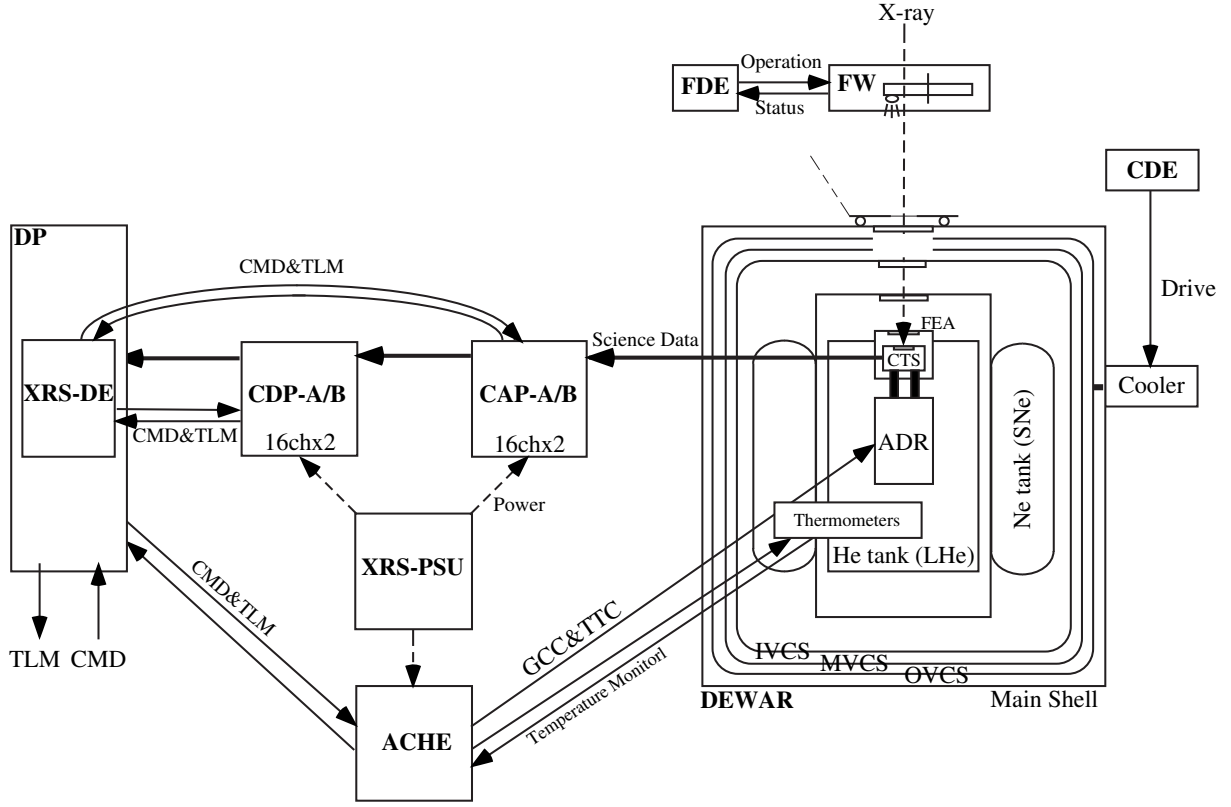 X-ray
Operation
FDE
FW
Status
CDE
DP
CMD&TLM
Drive
FEA
Science Data
CTS
XRS-DE
CDP-A/B
CAP-A/B
Cooler
CMD&TLM
16chx2
16chx2
ADR
Ne tank (SNe)
Power
Thermometers
XRS-PSU
He tank (LHe)
CMD&TLM
GCC&TTC
TLM
CMD
IVCS
MVCS
OVCS
Temperature Monitorl
DEWAR
Main Shell
ACHE